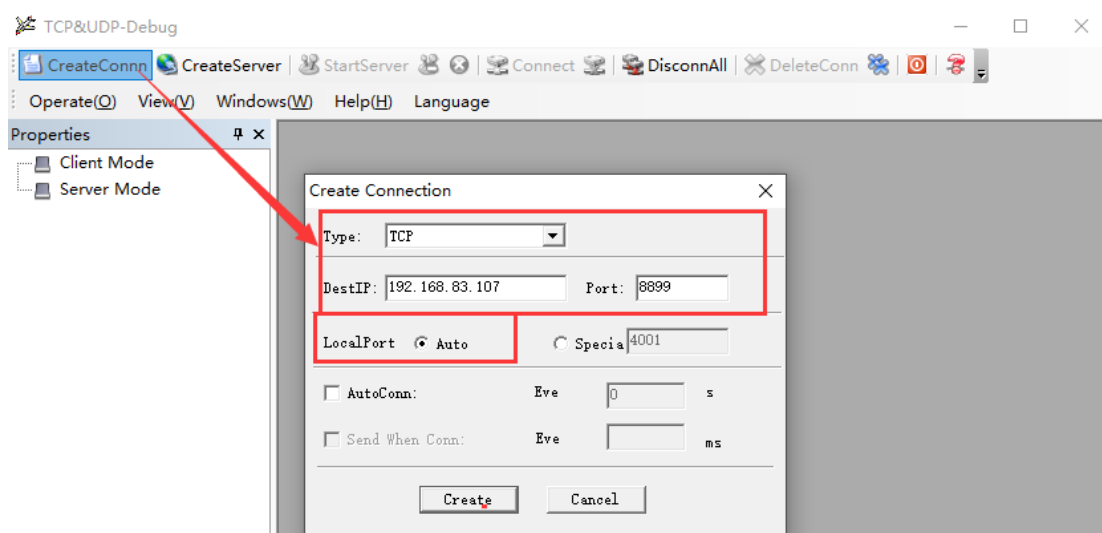 TCP&UDP-Debug
CreateConnn CreateServer StartServer Connect DisconnAll DeleteConn
Operate(O) View(V) Windows(W) Help(H) Language
Properties
Client Mode
Server Mode
Create Connection
Type: TCP
DestIP: 192.168.83.107 Port: 8899
LocalPort Auto Specia 4001
AutoConn: Eve 0 s
Send When Conn: Eve ms
Create Cancel